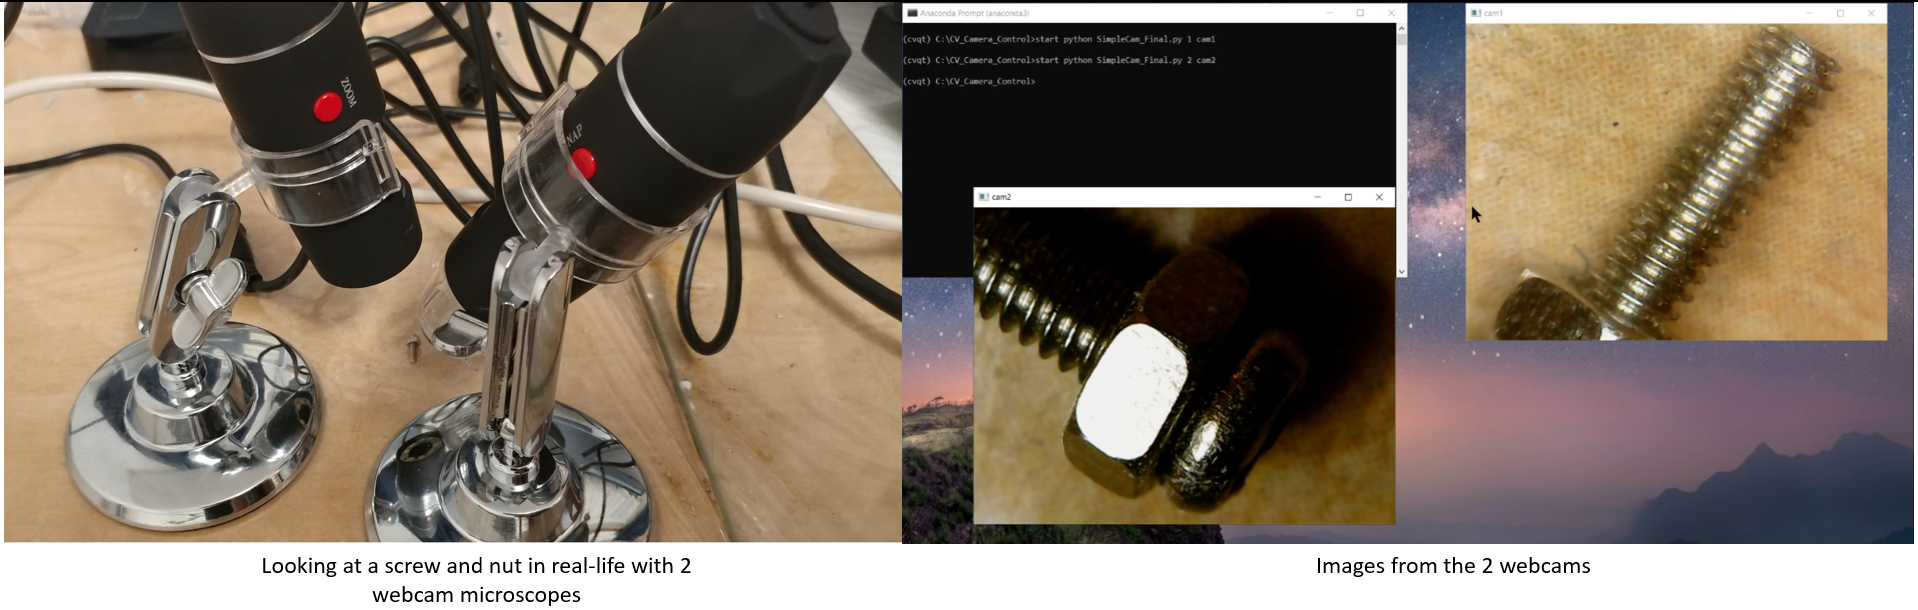 ZOOM
NAP
Anaconda Prompt (anaconda3)
(cvqt) C:\CV_Camera_Control>start python SimpleCam_Final.py 1 cam1
(cvqt) C:\CV_Camera_Control>start python SimpleCam_Final.py 2 cam2
(cvqt) C:\CV_Camera_Control>
cam1
cam2
Looking at a screw and nut in real-life with 2
webcam microscopes
Images from the 2 webcams